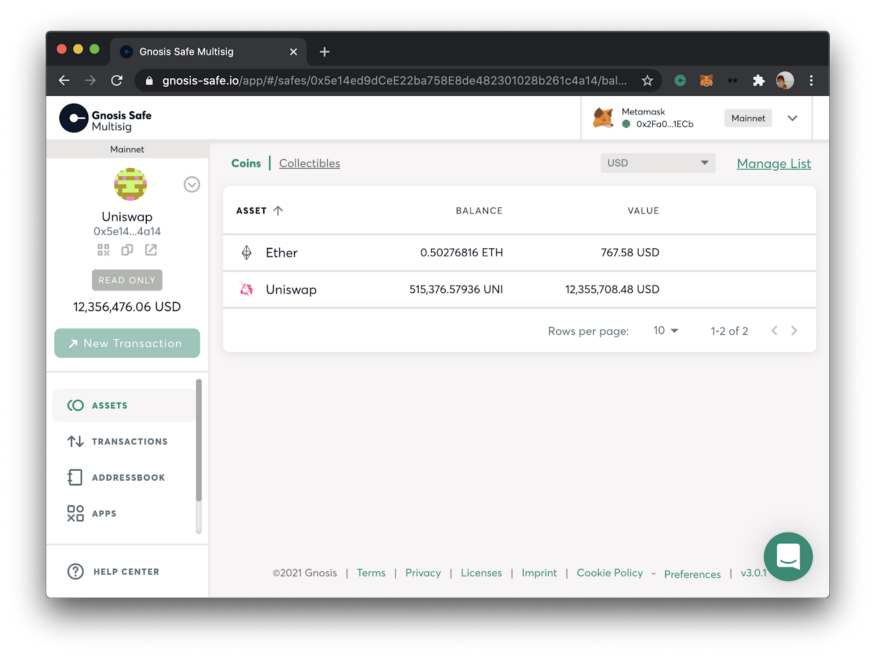 Gnosis Safe Multisig
gnosis-safe.io/app/#/safes/0x5e14ed9dCeE22ba758E8de482301028b261c4a14/bal...
Gnosis Safe
Multisig
Metamask
0x2Fa0...1ECb
Mainnet
Mainnet
Uniswap
0x5e14...4a14
READ ONLY
12,356,476.06 USD
New Transaction
ASSETS
TRANSACTIONS
ADDRESSBOOK
APPS
HELP CENTER
Coins | Collectibles
USD
Manage List
ASSET BALANCE VALUE
Ether 0.50276816 ETH 767.58 USD
Uniswap 515,376.57936 UNI 12,355,708.48 USD
Rows per page: 10 1-2 of 2
©2021 Gnosis | Terms | Privacy | Licenses | Imprint | Cookie Policy - Preferences | v3.0.1